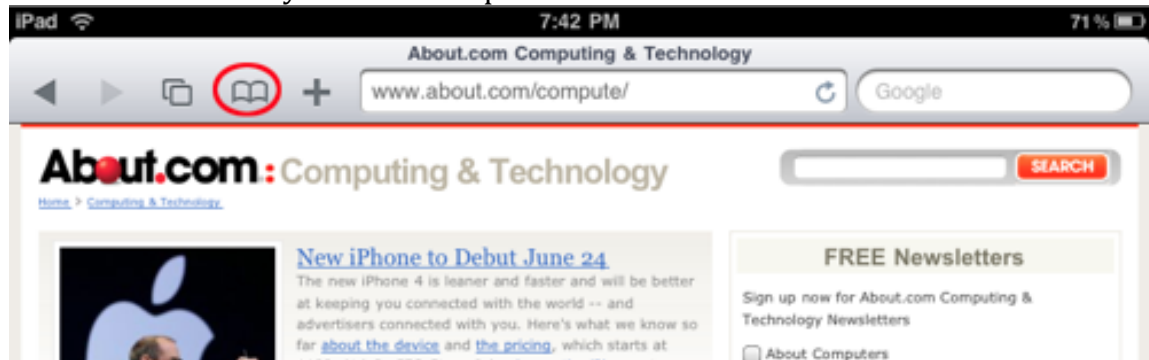 iPad 7:42 PM 71%
About.com Computing & Technology
www.about.com/compute/ Google
About.com: Computing & Technology
SEARCH
Home > Computing & Technology
New iPhone to Debut June 24
The new iPhone 4 is leaner and faster and will be better
at keeping you connected with the world -- and
advertisers connected with you. Here's what we know so
far about the device and the pricing, which starts at
FREE Newsletters
Sign up now for About.com Computing &
Technology Newsletters
About Computers